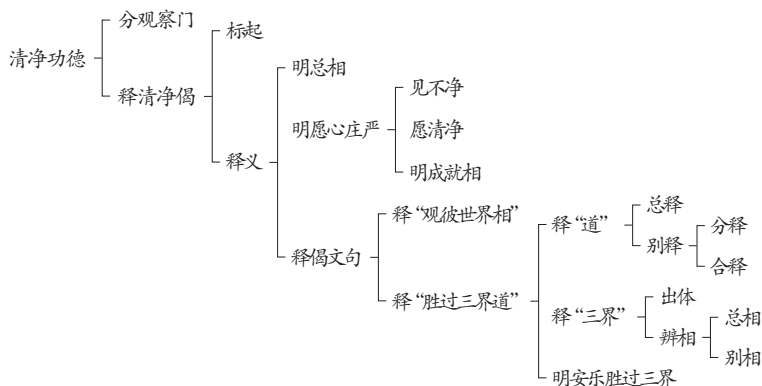 清净功德
分观察门
释清净偈
标起
释义
明总相
明愿心庄严
见不净
愿清净
明成就相
释偈文句
释“观彼世界相”
释“胜过三界道”
释“道”
总释
别释
分释
合释
释“三界”
出体
辨相
总相
别相
明安乐胜过三界